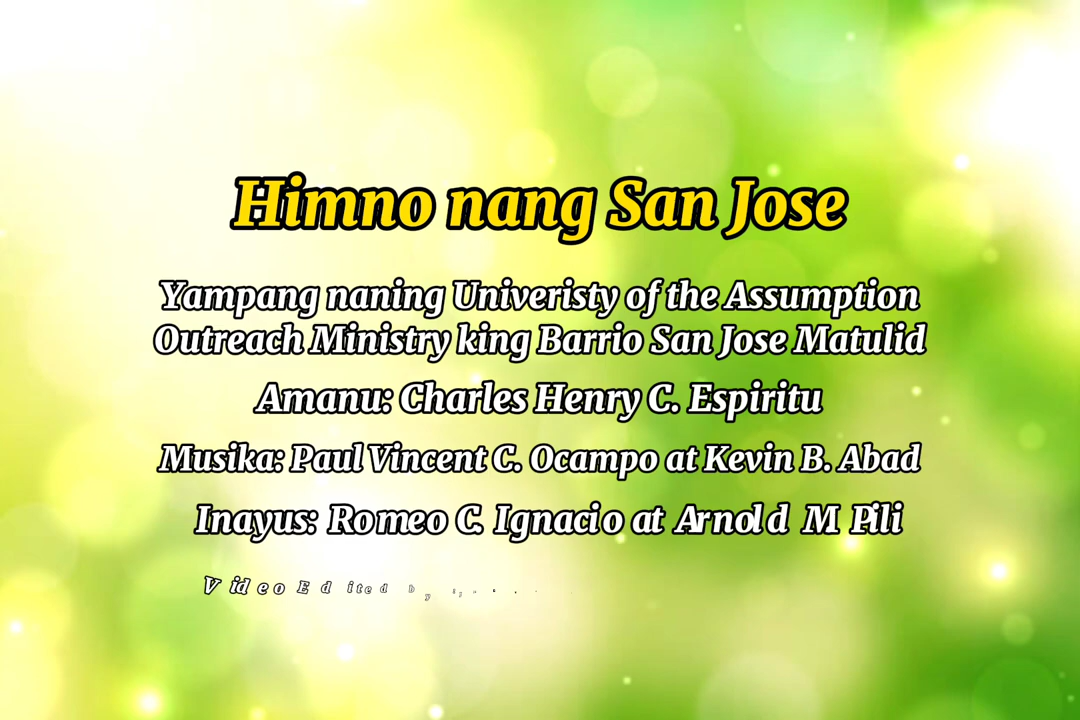 Himno nang San Jose
Yampang naning Univeristy of the Assumption
Outreach Ministry king Barrio San Jose Matulid
Amanu: Charles Henry C. Espiritu
Musika: Paul Vincent C. Ocampo at Kevin B. Abad
Inayus: Romeo C. Ignacio at Arnold M. Pili
Video Edited by